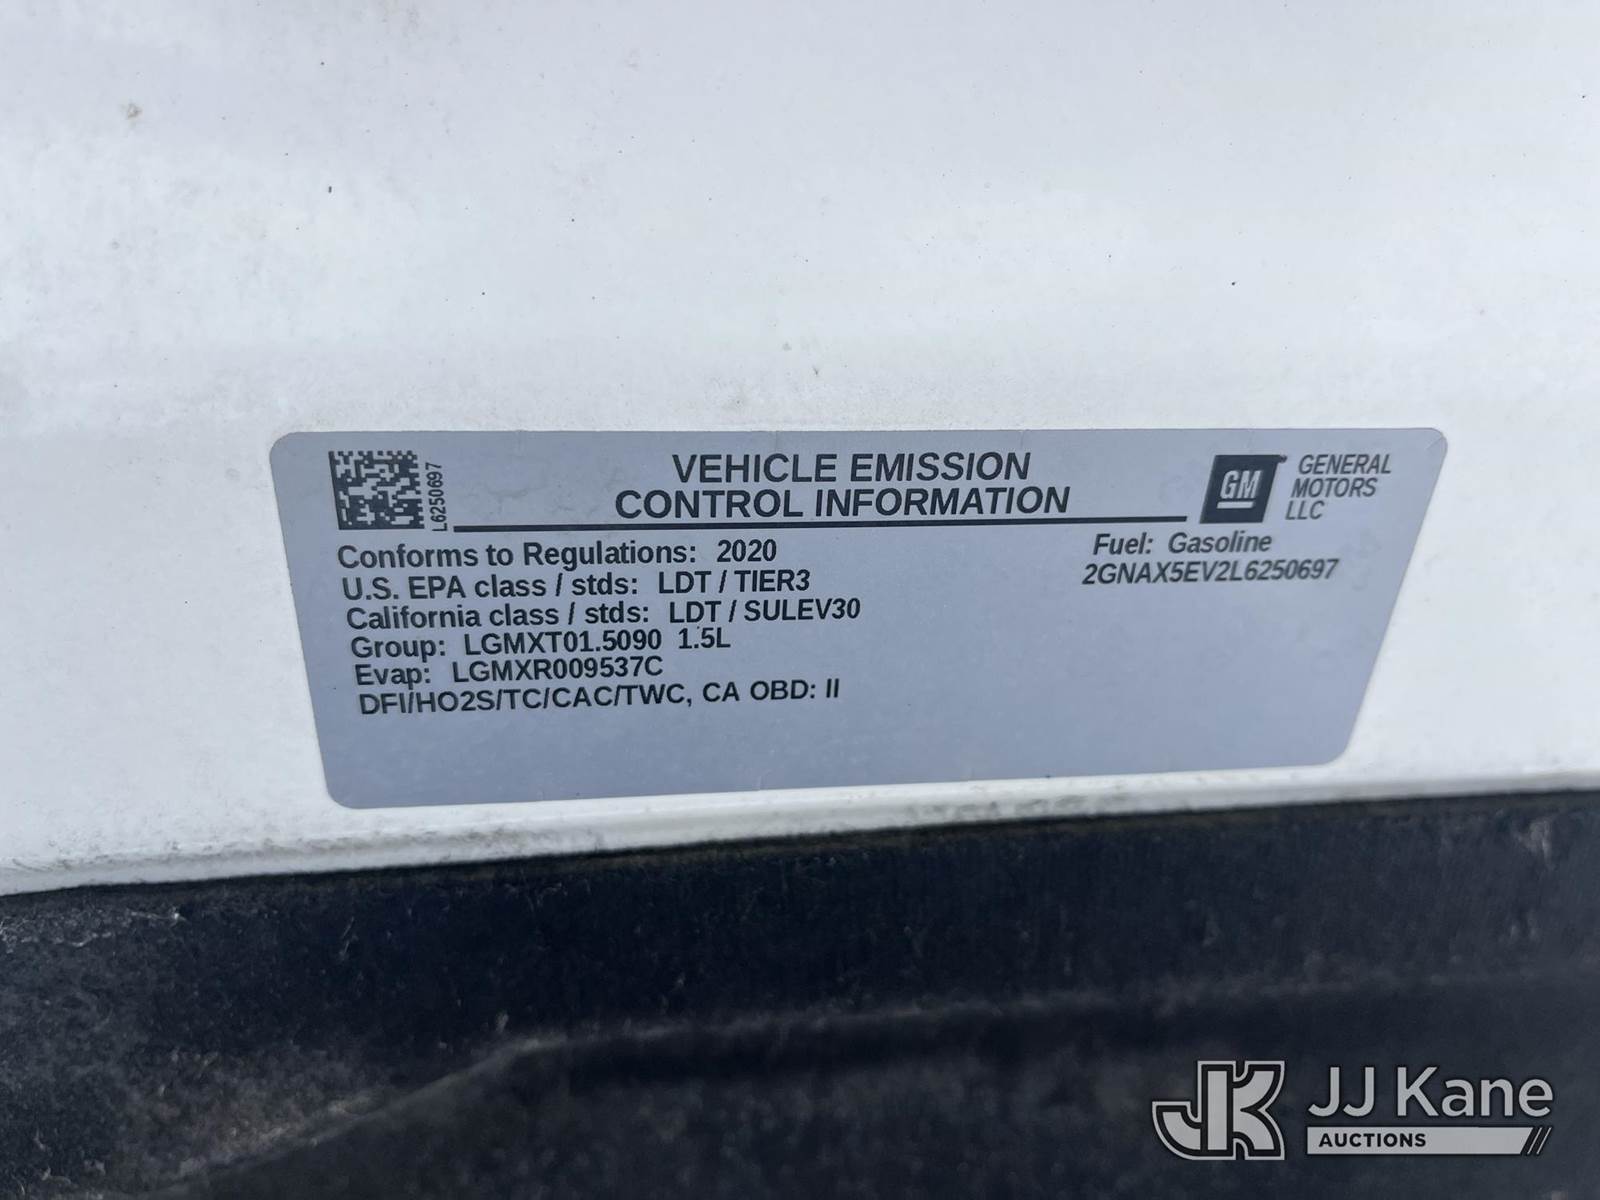 L6250697
VEHICLE EMISSION
CONTROL INFORMATION
GM
GENERAL
MOTORS
LLC
Conforms to Regulations: 2020
U.S. EPA class / stds: LDT / TIER3
California class / stds: LDT / SULEV30
Group: LGMXT01.5090 1.5L
Evap: LGMXR009537C
DFI/HO2S/TC/CAC/TWC, CA OBD: II
Fuel: Gasoline
2GNAX5EV2L6250697
JK JJ Kane
AUCTIONS